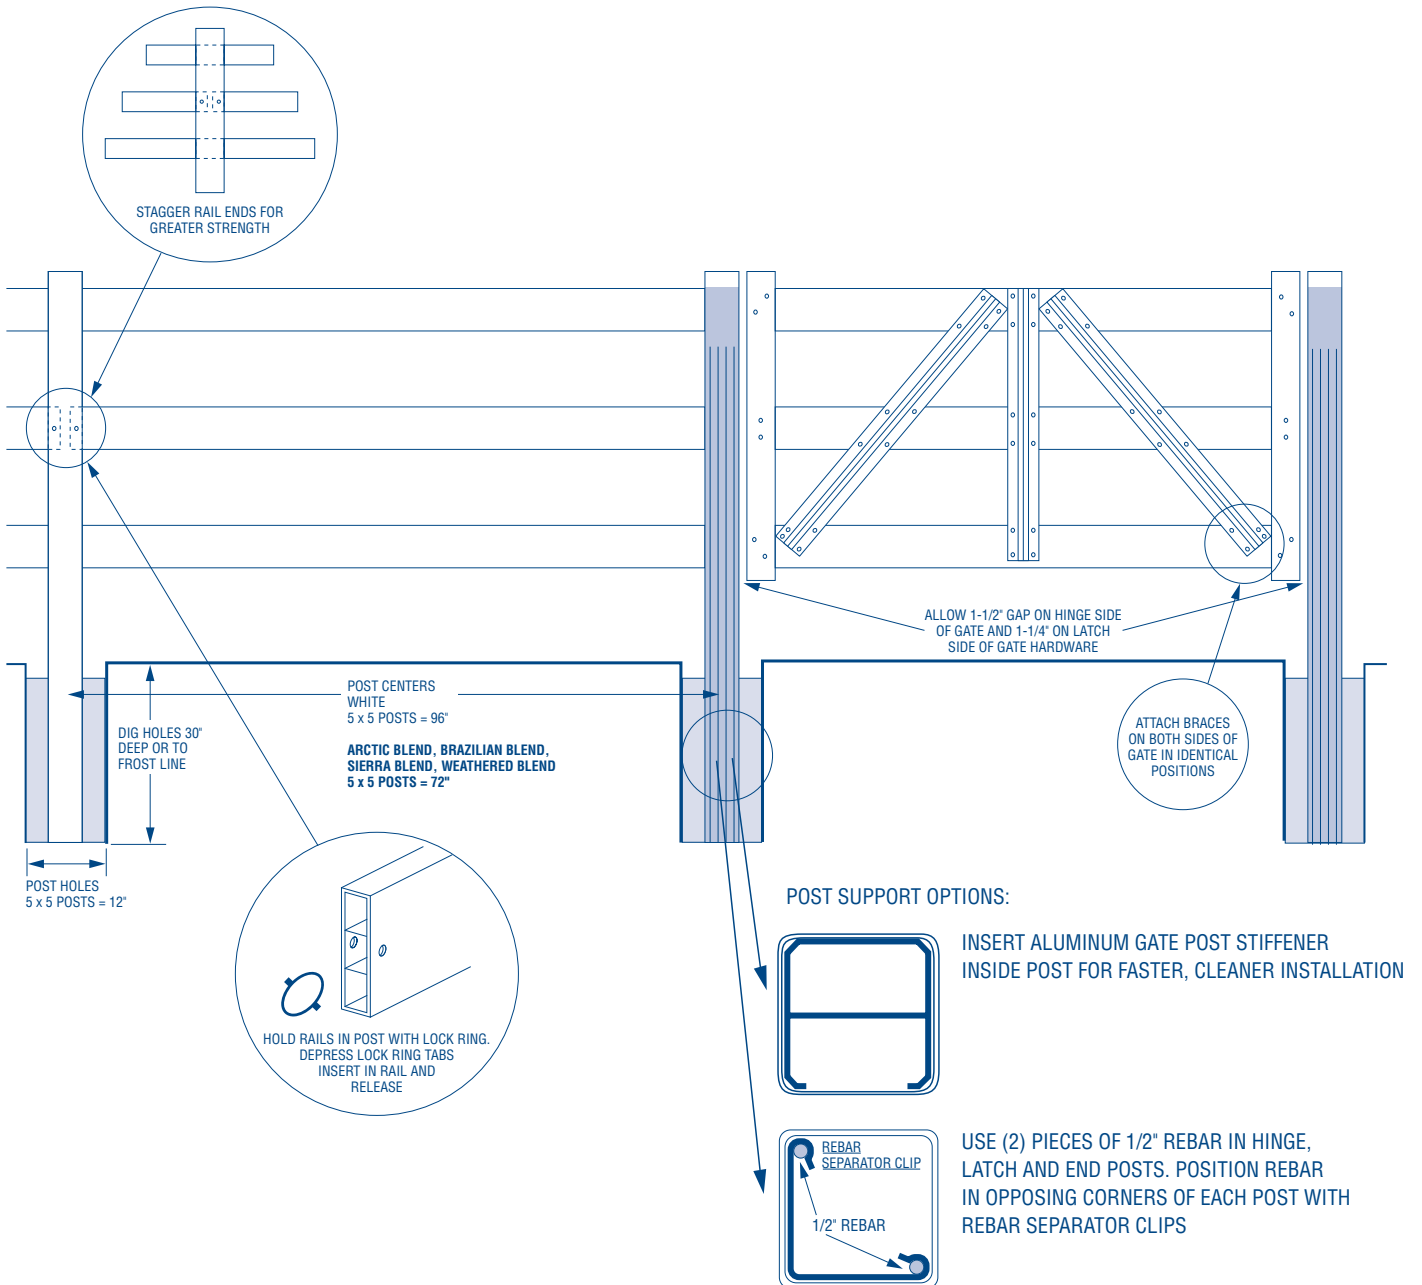 STAGGER RAIL ENDS FOR
GREATER STRENGTH
ALLOW 1-1/2" GAP ON HINGE SIDE
OF GATE AND 1-1/4" ON LATCH
SIDE OF GATE HARDWARE
POST CENTERS
WHITE
5 x 5 POSTS = 96"
ARCTIC BLEND, BRAZILIAN BLEND,
SIERRA BLEND, WEATHERED BLEND
5 x 5 POSTS = 72"
DIG HOLES 30"
DEEP OR TO
FROST LINE
ATTACH BRACES
ON BOTH SIDES OF
GATE IN IDENTICAL
POSITIONS
POST HOLES
5 x 5 POSTS = 12"
HOLD RAILS IN POST WITH LOCK RING.
DEPRESS LOCK RING TABS
INSERT IN RAIL AND
RELEASE
POST SUPPORT OPTIONS:
INSERT ALUMINUM GATE POST STIFFENER
INSIDE POST FOR FASTER, CLEANER INSTALLATION
REBAR
SEPARATOR CLIP
1/2" REBAR
USE (2) PIECES OF 1/2" REBAR IN HINGE,
LATCH AND END POSTS. POSITION REBAR
IN OPPOSING CORNERS OF EACH POST WITH
REBAR SEPARATOR CLIPS